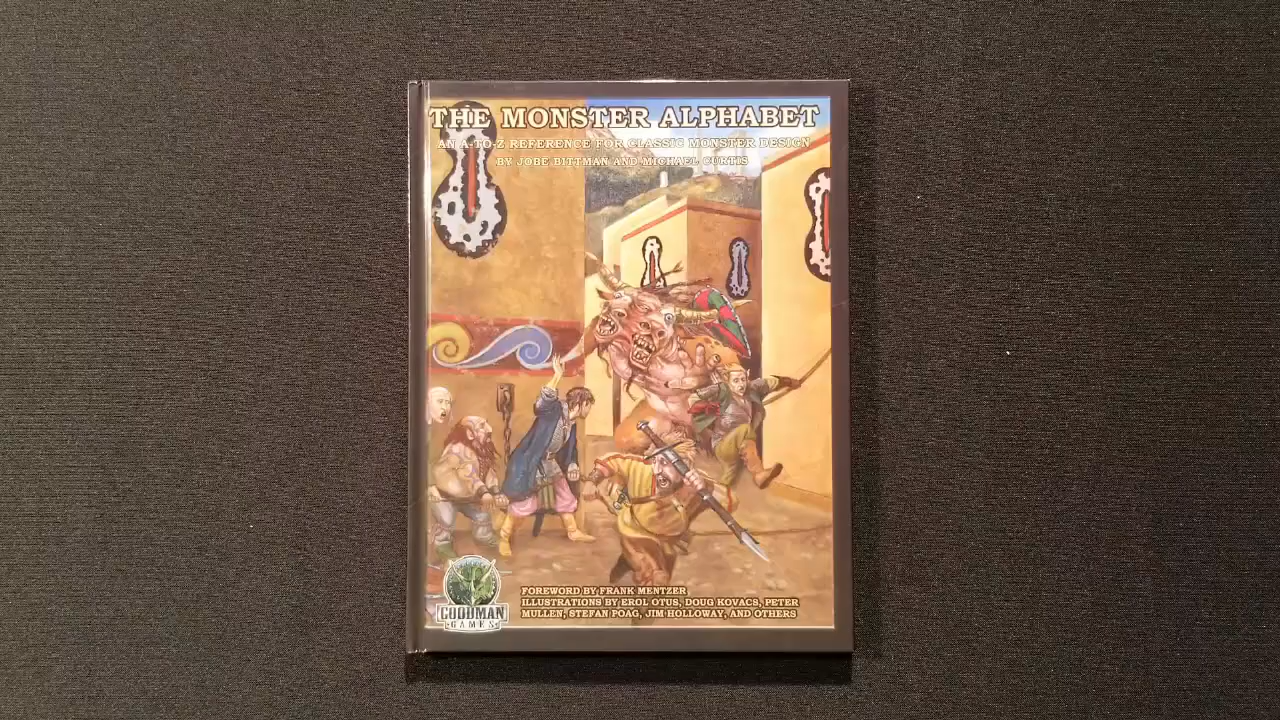 THE MONSTER ALPHABET
AN A-TO-Z REFERENCE FOR CLASSIC MONSTER DESIGN
BY JOBE BITTMAN AND MICHAEL CURTIS
FOREWORD BY FRANK MENTZER
ILLUSTRATIONS BY EROL OTUS, DOUG KOVACS, PETER
MULLEN, STEFAN POAG, JIM HOLLOWAY, AND OTHERS
GOODMAN
GAMES